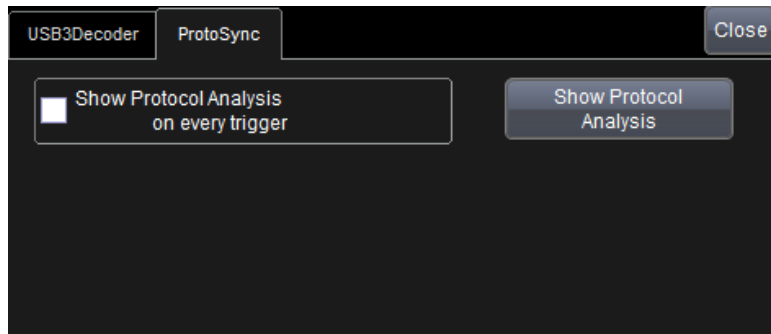 USB3Decoder
ProtoSync
Close
Show Protocol Analysis
on every trigger
Show Protocol
Analysis